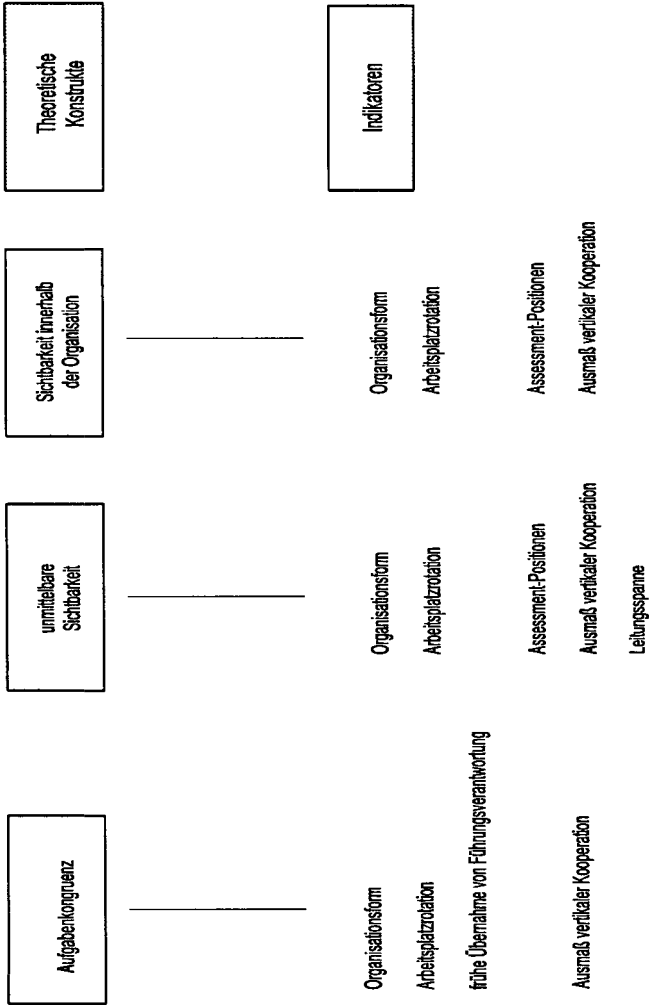 Aufgabenkongruenz
unmittelbare
Sichtbarkeit
Sichtbarkeit innerhalb
der Organisation
Theoretische
Konstrukte
Indikatoren
Organisationsform
Arbeitsplatzrotation
frühe Übernahme von Führungsverantwortung
Ausmaß vertikaler Kooperation
Organisationsform
Arbeitsplatzrotation
Assessment-Positionen
Ausmaß vertikaler Kooperation
Leitungsspanne
Organisationsform
Arbeitsplatzrotation
Assessment-Positionen
Ausmaß vertikaler Kooperation